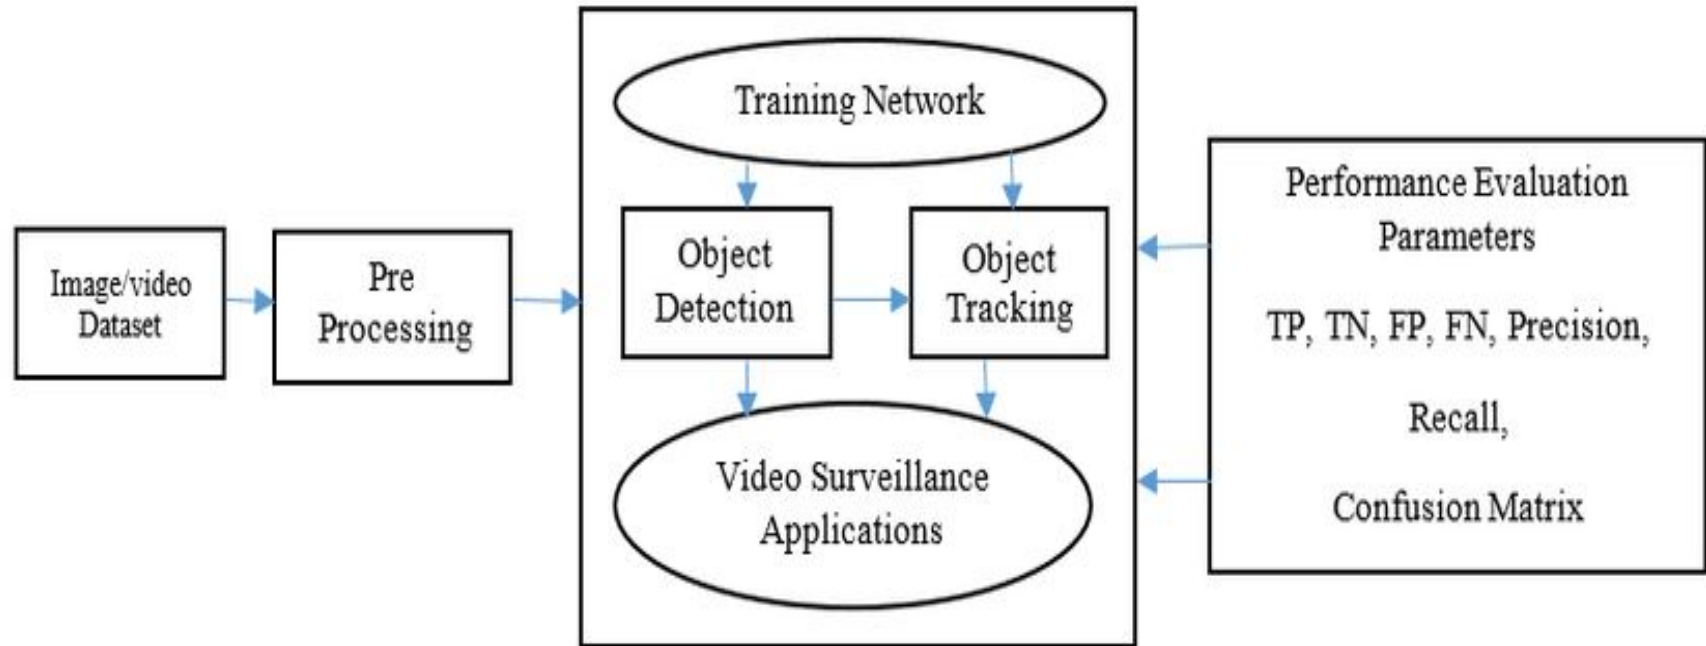 Image/video
Dataset
Pre
Processing
Training Network
Object
Detection
Object
Tracking
Video Surveillance
Applications
Performance Evaluation
Parameters
TP, TN, FP, FN, Precision,
Recall,
Confusion Matrix